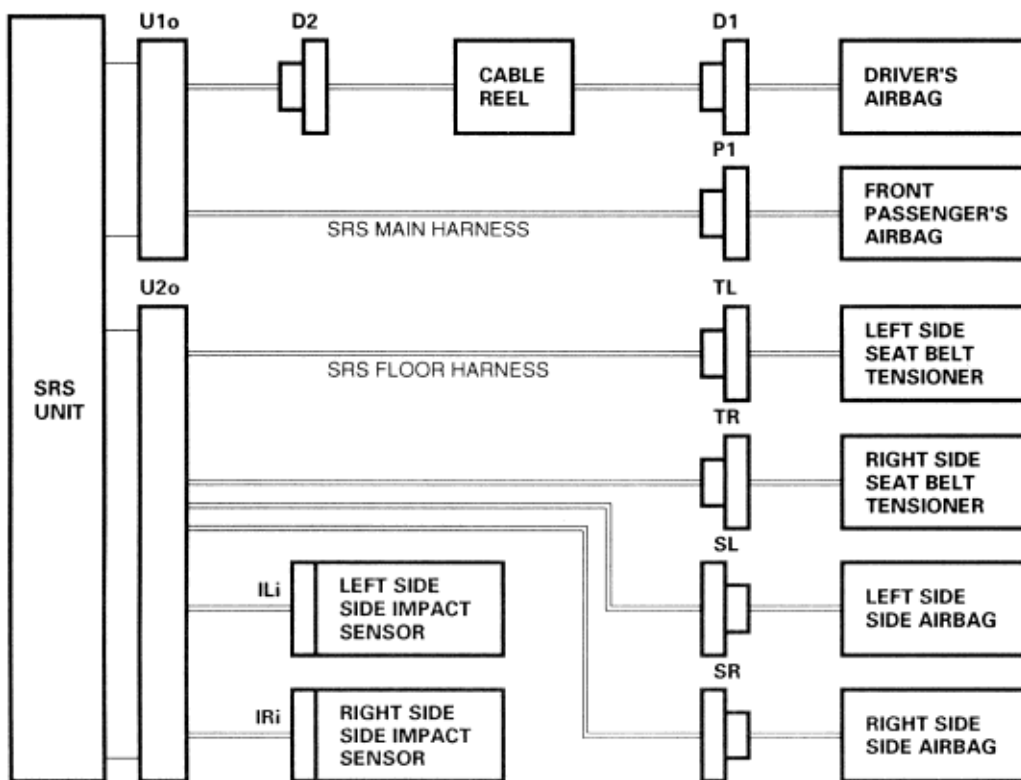 U1o
D2
D1
CABLE
REEL
DRIVER'S
AIRBAG
P1
SRS MAIN HARNESS
FRONT
PASSENGER'S
AIRBAG
U2o
TL
SRS FLOOR HARNESS
LEFT SIDE
SEAT BELT
TENSIONER
SRS
UNIT
TR
RIGHT SIDE
SEAT BELT
TENSIONER
SL
ILi
LEFT SIDE
SIDE IMPACT
SENSOR
LEFT SIDE
SIDE AIRBAG
SR
IRi
RIGHT SIDE
SIDE IMPACT
SENSOR
RIGHT SIDE
SIDE AIRBAG